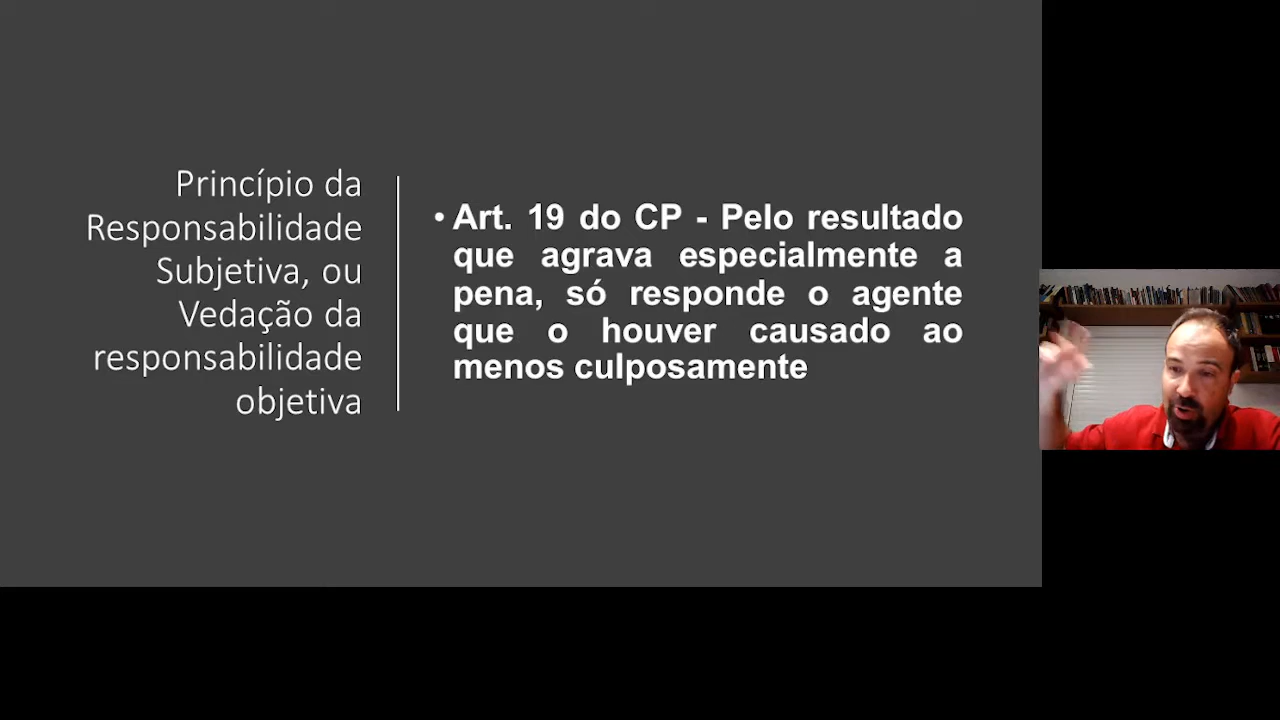 Princípio da
Responsabilidade
Subjetiva, ou
Vedação da
responsabilidade
objetiva
• Art. 19 do CP - Pelo resultado
que agrava especialmente a
pena, só responde o agente
que o houver causado ao
menos culposamente